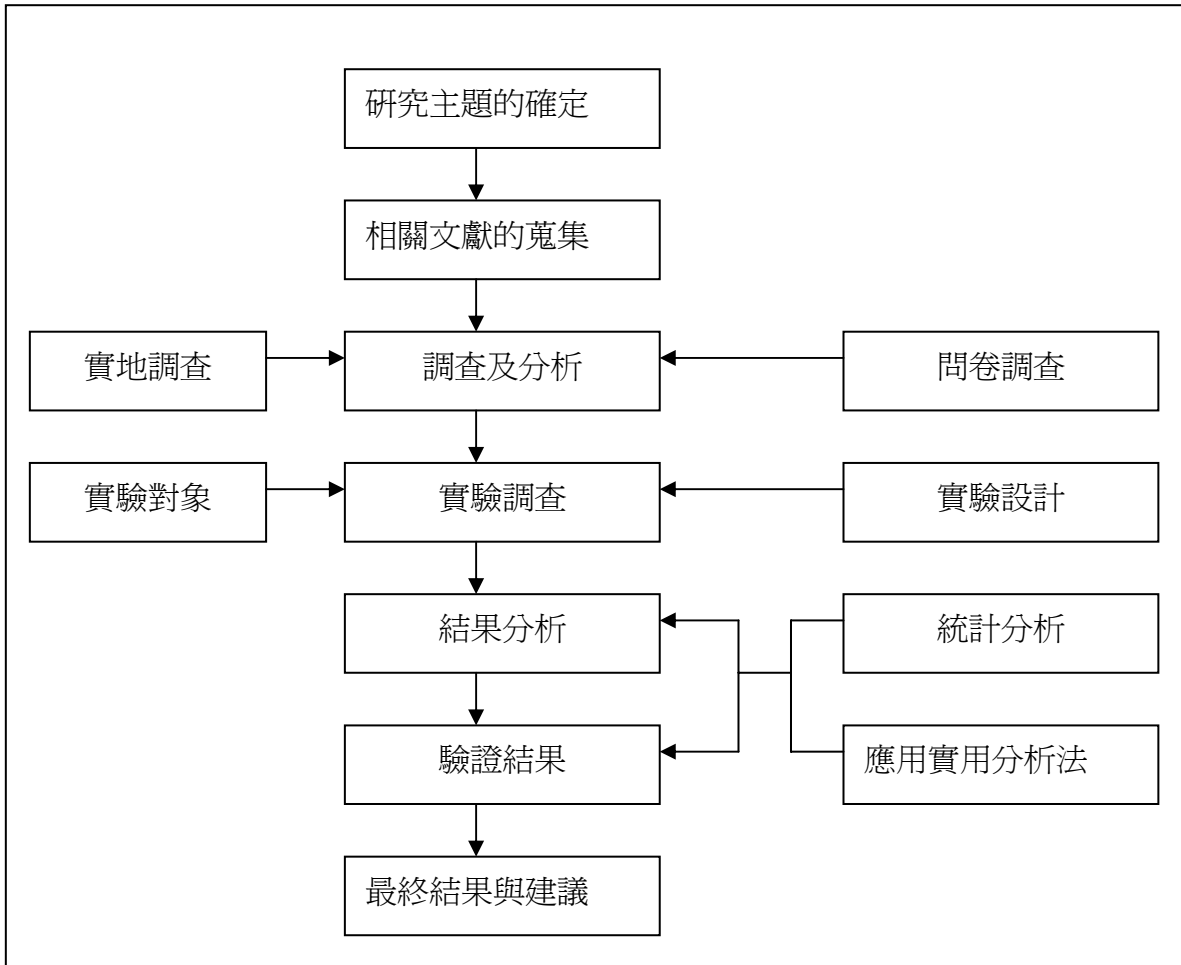 研究主題的確定
相關文獻的蒐集
實地調查
調查及分析
問卷調查
實驗對象
實驗調查
實驗設計
結果分析
統計分析
驗證結果
應用實用分析法
最終結果與建議